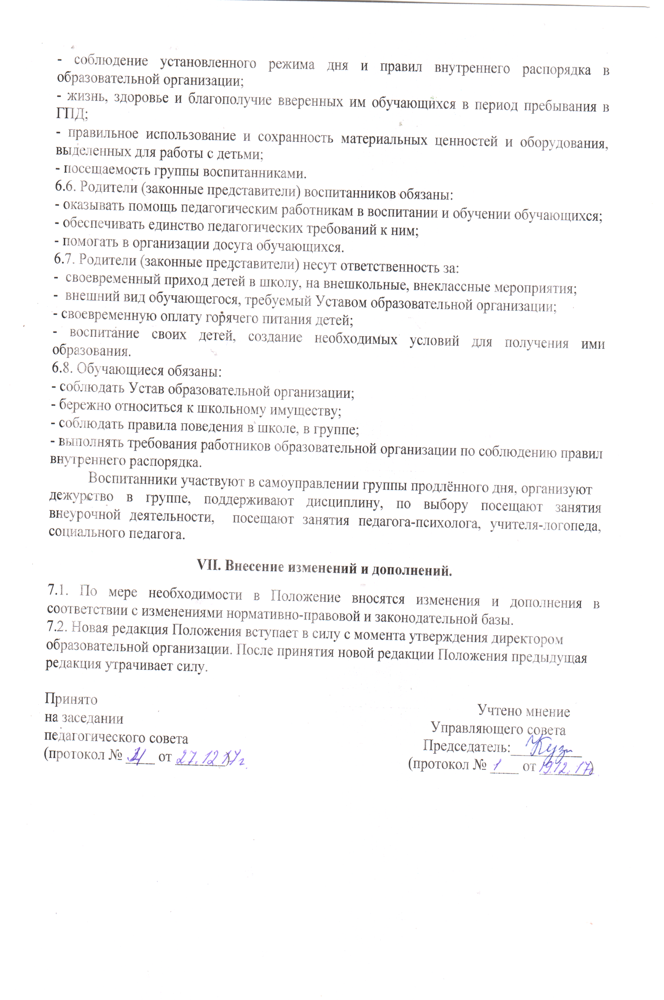 - соблюдение установленного режима дня и правил внутреннего распорядка в
образовательной организации;
- жизнь, здоровье и благополучие вверенных им обучающихся в период пребывания в
ГПД;
- правильное использование и сохранность материальных ценностей и оборудования,
выделенных для работы с детьми;
- посещаемость группы воспитанниками.
6.6. Родители (законные представители) воспитанников обязаны:
- оказывать помощь педагогическим работникам в воспитании и обучении обучающихся;
- обеспечивать единство педагогических требований к ним;
- помогать в организации досуга обучающихся.
6.7. Родители (законные представители) несут ответственность за:
- своевременный приход детей в школу, на внешкольные, внеклассные мероприятия;
- внешний вид обучающегося, требуемый Уставом образовательной организации;
- своевременную оплату горячего питания детей;
- воспитание своих детей, создание необходимых условий для получения ими
образования.
6.8. Обучающиеся обязаны:
- соблюдать Устав образовательной организации;
- бережно относиться к школьному имуществу;
- соблюдать правила поведения в школе, в группе;
- выполнять требования работников образовательной организации по соблюдению правил
внутреннего распорядка.
Воспитанники участвуют в самоуправлении группы продлённого дня, организуют
дежурство в группе, поддерживают дисциплину, по выбору посещают занятия
внеурочной деятельности, посещают занятия педагога-психолога, учителя-логопеда,
социального педагога.
VII. Внесение изменений и дополнений.
7.1. По мере необходимости в Положение вносятся изменения и дополнения в
соответствии с изменениями нормативно-правовой и законодательной базы.
7.2. Новая редакция Положения вступает в силу с момента утверждения директором
образовательной организации. После принятия новой редакции Положения предыдущая
редакция утрачивает силу.
Принято
на заседании
педагогического совета
(протокол № от 27.12.17г.)
Учтено мнение
Управляющего совета
Председатель:
(протокол № 1 от 19.12.17)